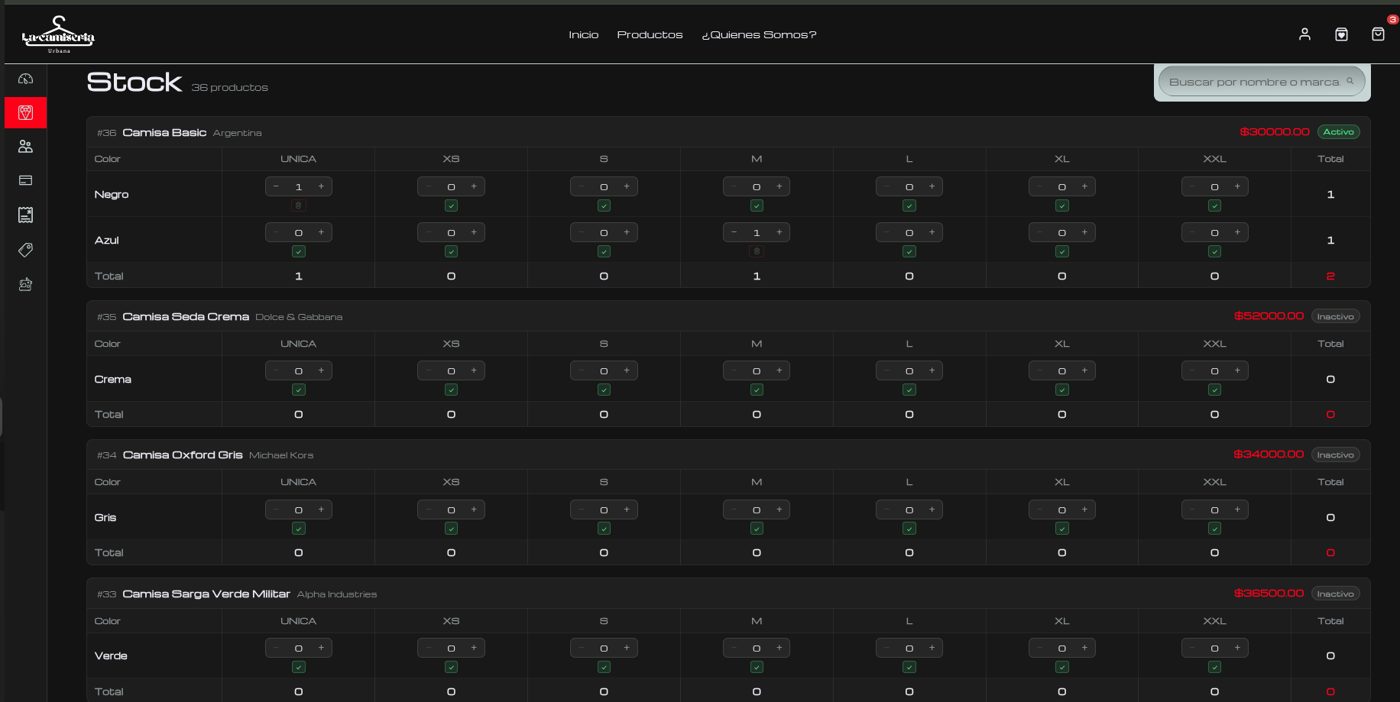 La camiseria
Urbana
Inicio Productos ¿Quienes Somos? 3
Stock 36 productos Buscar por nombre o marca.
#36 Camisa Basic Argentina $30000.00 Activo
Color UNICA XS S M L XL XXL Total
Negro − 1 + − 0 + − 0 + − 0 + − 0 + − 0 + − 0 + 1
Azul − 0 + − 0 + − 0 + − 1 + − 0 + − 0 + − 0 + 1
Total 1 0 0 1 0 0 0 2
#35 Camisa Seda Crema Dolce & Gabbana $52000.00 Inactivo
Color UNICA XS S M L XL XXL Total
Crema − 0 + − 0 + − 0 + − 0 + − 0 + − 0 + − 0 + 0
Total 0 0 0 0 0 0 0 0
#34 Camisa Oxford Gris Michael Kors $34000.00 Inactivo
Color UNICA XS S M L XL XXL Total
Gris − 0 + − 0 + − 0 + − 0 + − 0 + − 0 + − 0 + 0
Total 0 0 0 0 0 0 0 0
#33 Camisa Sarga Verde Militar Alpha Industries $36500.00 Inactivo
Color UNICA XS S M L XL XXL Total
Verde − 0 + − 0 + − 0 + − 0 + − 0 + − 0 + − 0 + 0
Total 0 0 0 0 0 0 0 0